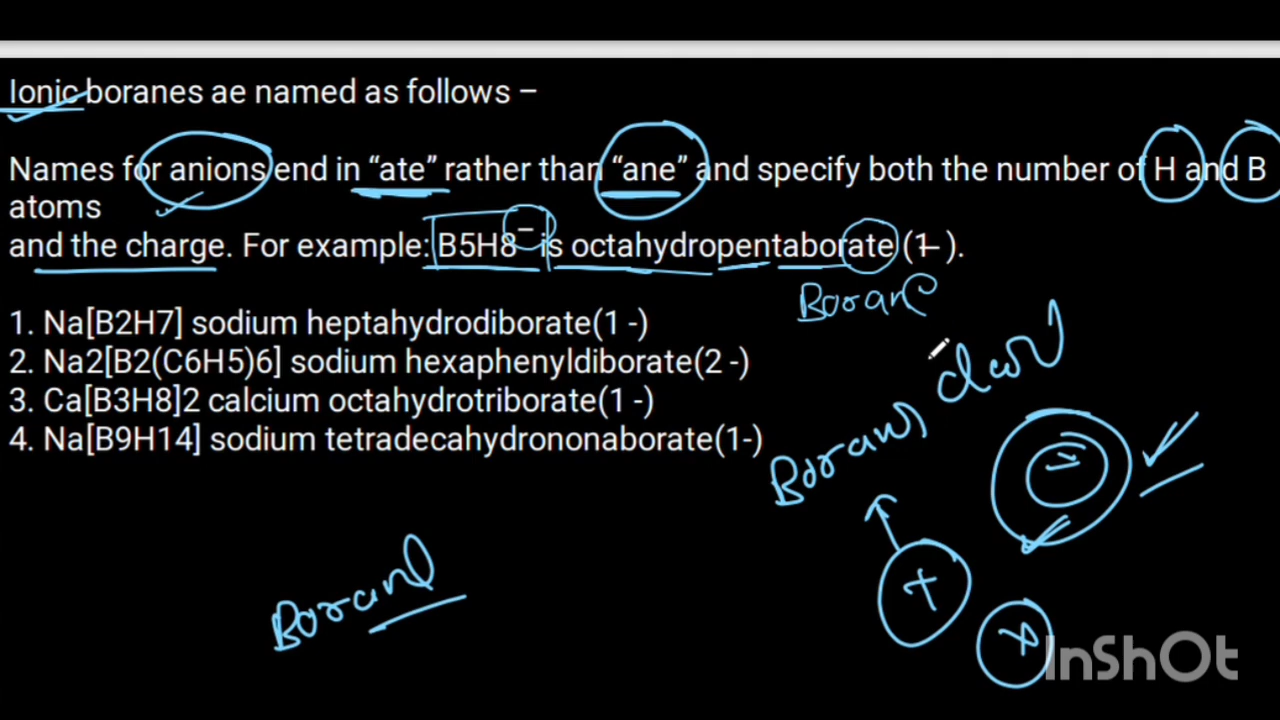 Ionic boranes ae named as follows –
Names for anions end in “ate” rather than “ane” and specify both the number of H and B
atoms
and the charge. For example: B5H8⁻ is octahydropentaborate (1- ).
Borane
1. Na[B2H7] sodium heptahydrodiborate(1 -)
2. Na2[B2(C6H5)6] sodium hexaphenyldiborate(2 -)
3. Ca[B3H8]2 calcium octahydrotriborate(1 -)
4. Na[B9H14] sodium tetradecahydrononaborate(1-)
-
+
+
Borane
InShOt